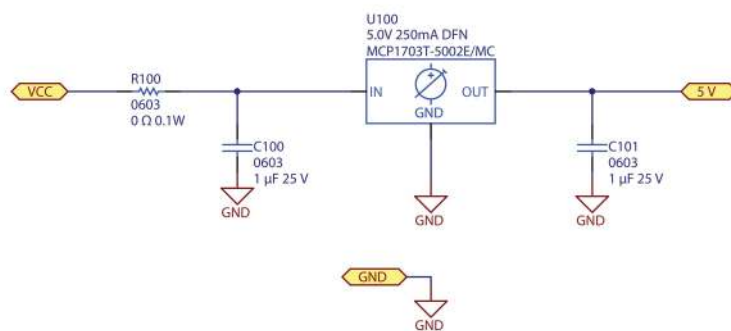 U100
5.0V 250mA DFN
MCP1703T-5002E/MC
VCC
R100
0603
0 Ω 0.1W
IN
OUT
GND
5 V
C100
0603
1 µF 25 V
GND
GND
C101
0603
1 µF 25 V
GND
GND
GND